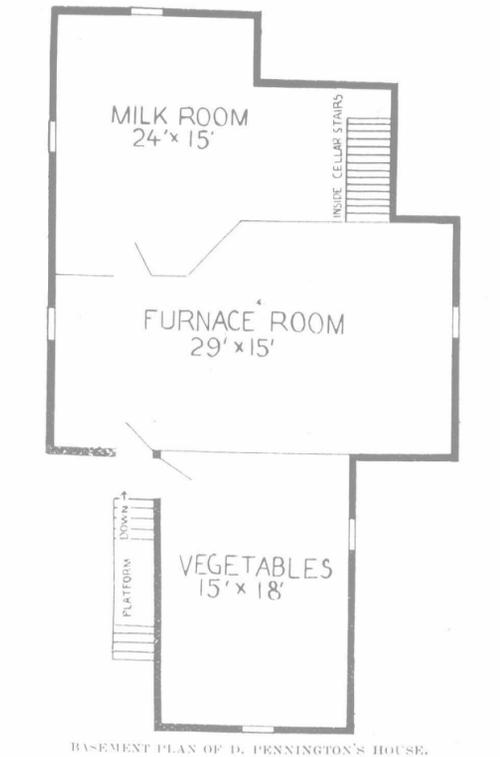 MILK ROOM
24'x 15'
INSIDE CELLAR STAIRS
FURNACE ROOM
29' x 15'
DOWN
PLATFORM
VEGETABLES
15' x 18'
BASEMENT PLAN OF D. PENNINGTON'S HOUSE.